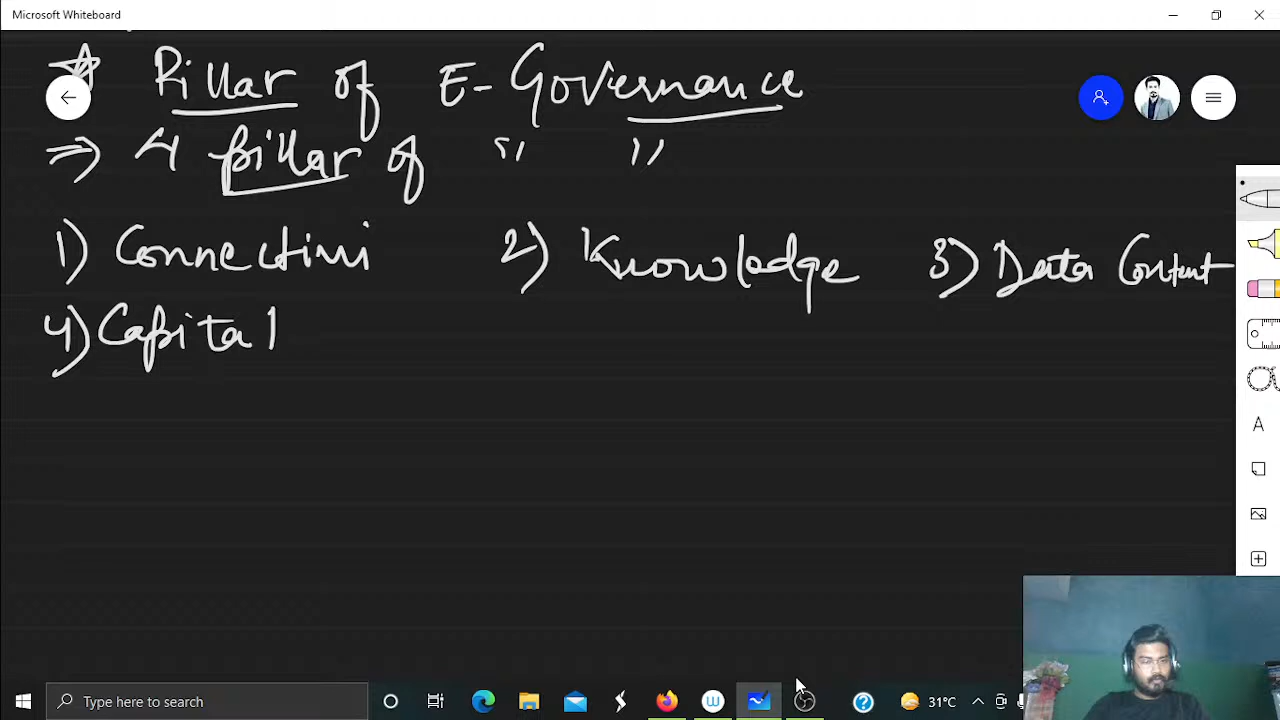 Microsoft Whiteboard
Pillar of E-Governance
⇒ 4 pillar of " "
1) Connectivi 2) Knowledge 3) Data Content
4) Capital
A
Type here to search
31°C